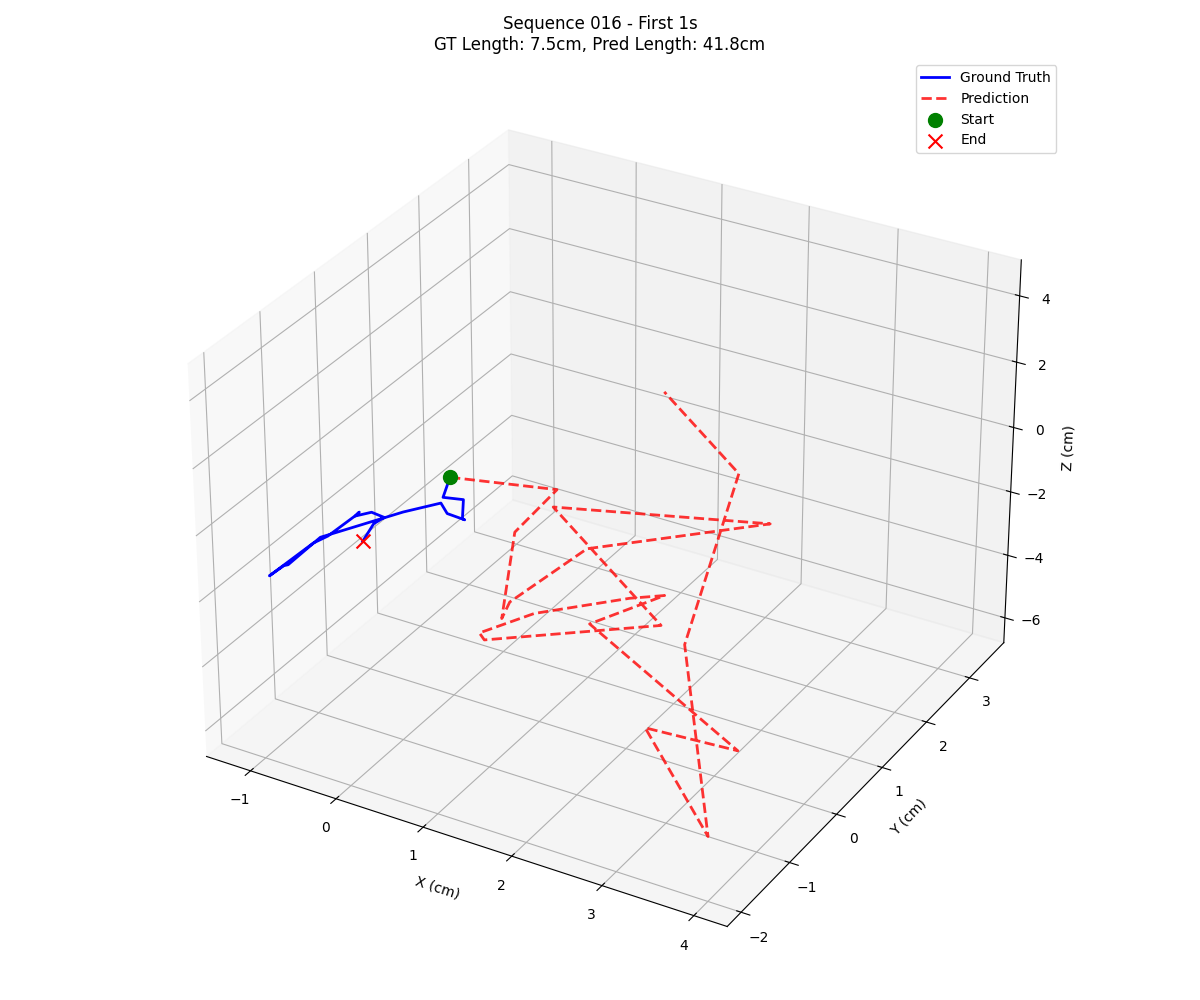 Sequence 016 - First 1s
GT Length: 7.5cm, Pred Length: 41.8cm
Ground Truth
Prediction
Start
End
4
2
0
−2
−4
−6
Z (cm)
3
2
1
0
−1
−2
Y (cm)
−1
0
1
2
3
4
X (cm)